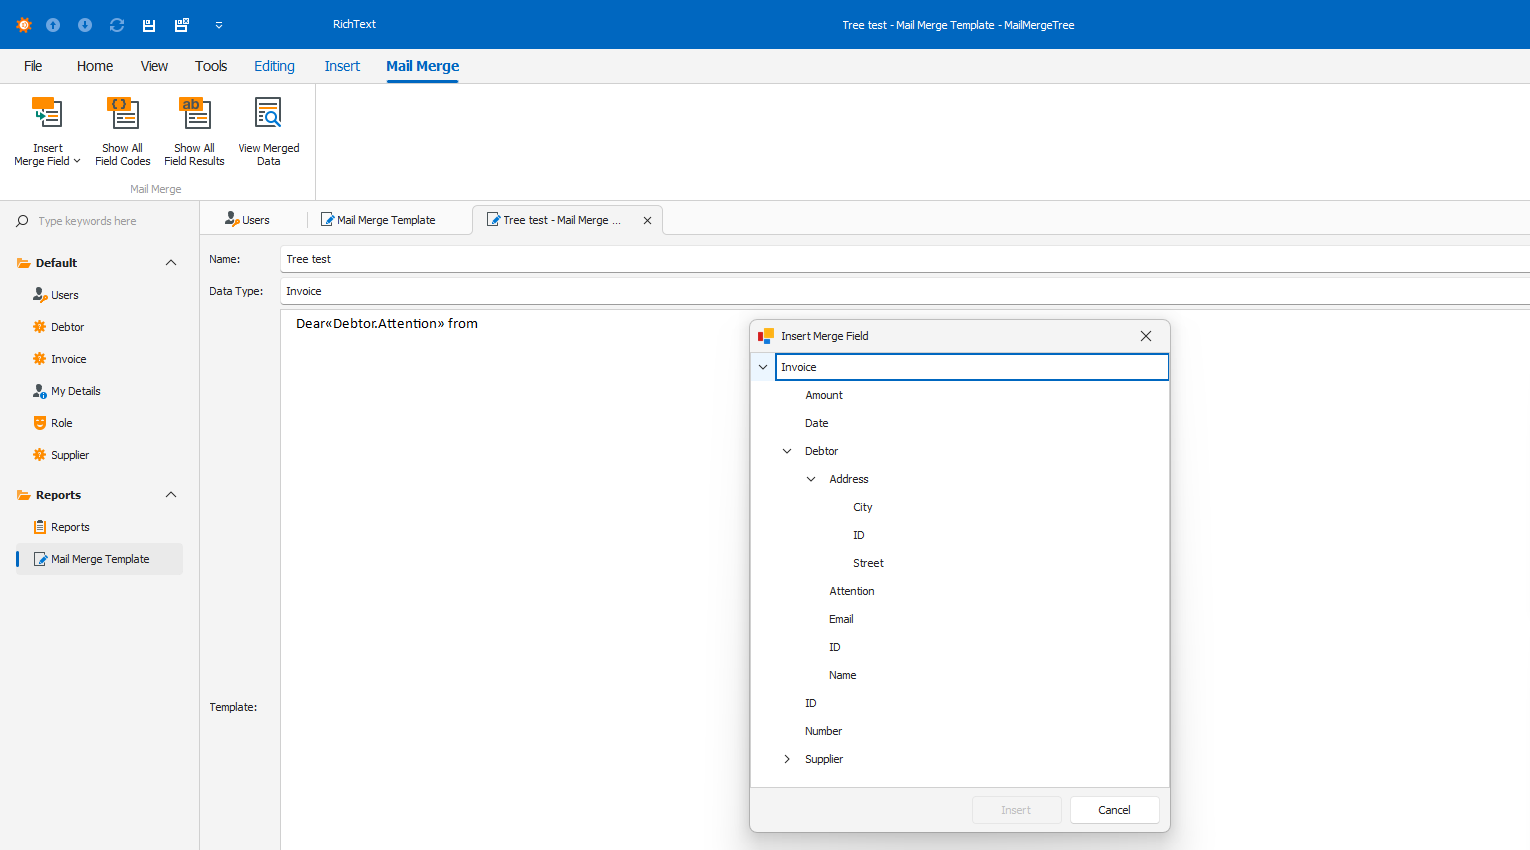 RichText
Tree test - Mail Merge Template - MailMergeTree
File Home View Tools Editing Insert Mail Merge
Insert Merge Field
Show All Field Codes
Show All Field Results
View Merged Data
Mail Merge
Type keywords here
Default
Users
Debtor
Invoice
My Details
Role
Supplier
Reports
Reports
Mail Merge Template
Users
Mail Merge Template
Tree test - Mail Merge ...
Name: Tree test
Data Type: Invoice
Template:
Dear«Debtor.Attention» from
Insert Merge Field
Invoice
Amount
Date
Debtor
Address
City
ID
Street
Attention
Email
ID
Name
ID
Number
Supplier
Insert Cancel